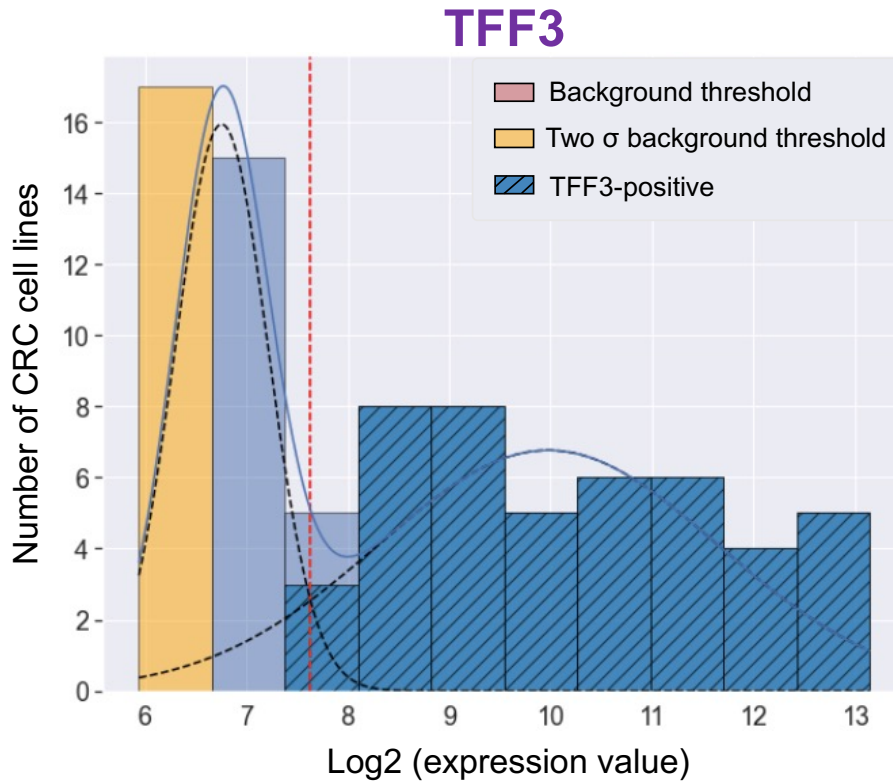 TFF3
Background threshold
Two σ background threshold
TFF3-positive
Number of CRC cell lines
16
14
12
10
8
6
4
2
0
6 7 8 9 10 11 12 13
Log2 (expression value)